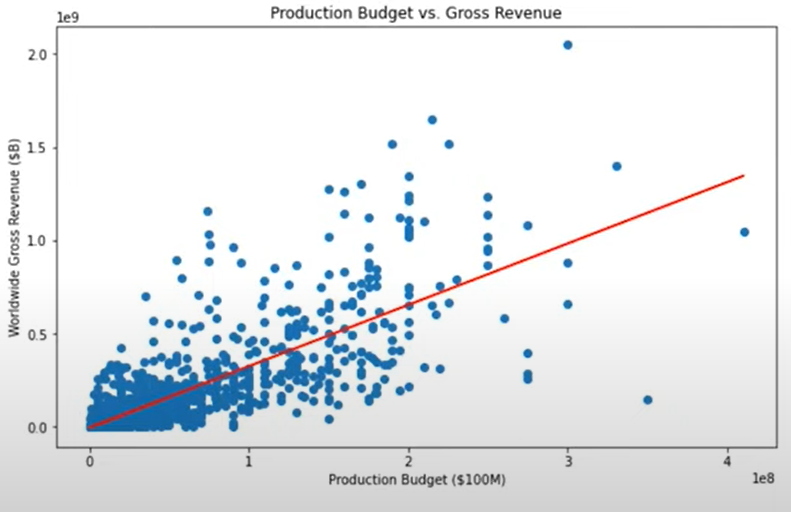 Production Budget vs. Gross Revenue
1e9
2.0
1.5
1.0
0.5
0.0
Worldwide Gross Revenue ($B)
0 1 2 3 4
1e8
Production Budget ($100M)